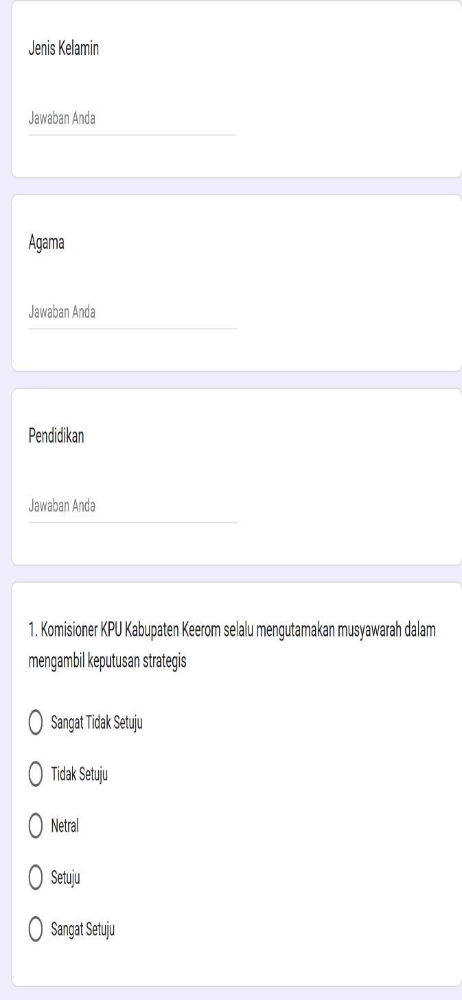 Jenis Kelamin
Jawaban Anda
Agama
Jawaban Anda
Pendidikan
Jawaban Anda
1. Komisioner KPU Kabupaten Keerom selalu mengutamakan musyawarah dalam
mengambil keputusan strategis
Sangat Tidak Setuju
Tidak Setuju
Netral
Setuju
Sangat Setuju